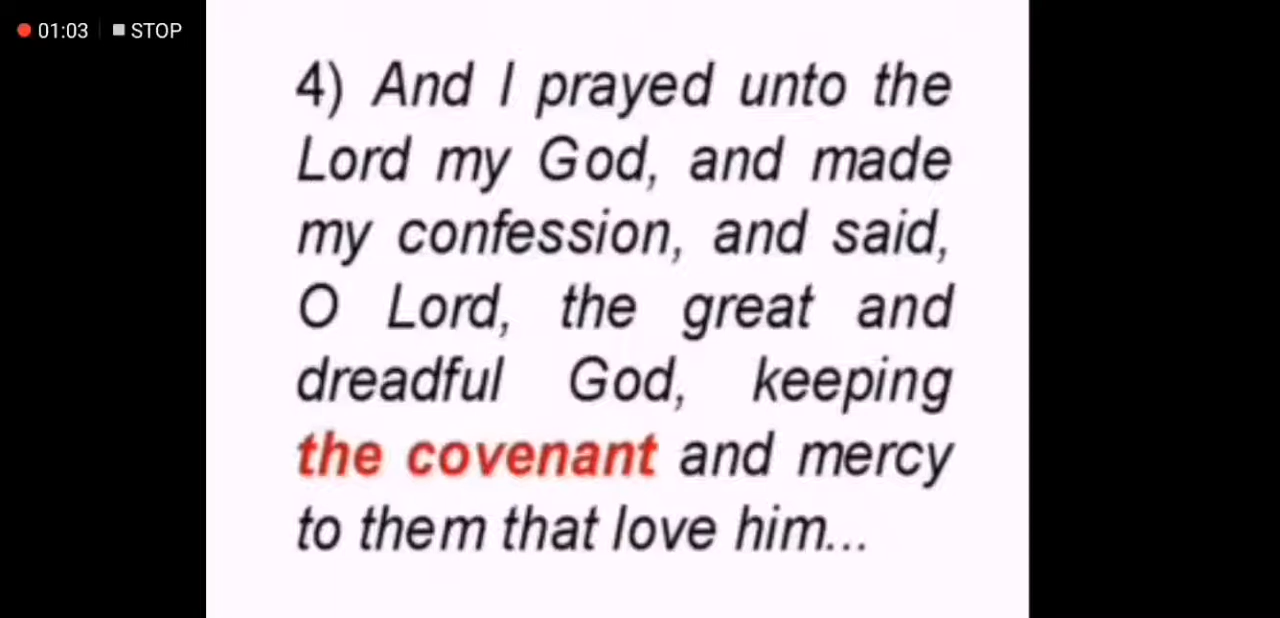 01:03 STOP
4) And I prayed unto the
Lord my God, and made
my confession, and said,
O Lord, the great and
dreadful God, keeping
the covenant and mercy
to them that love him...